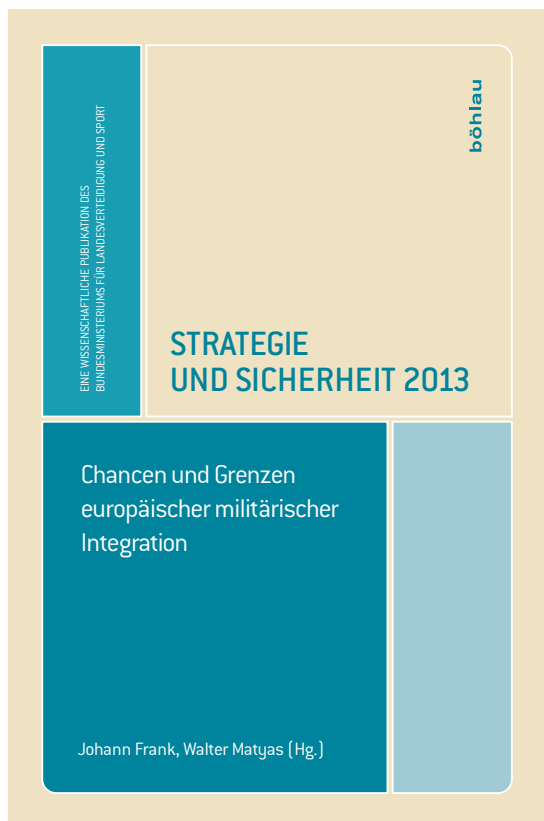 böhlau
EINE WISSENSCHAFTLICHE PUBLIKATION DES
BUNDESMINISTERIUMS FÜR LANDESVERTEIDIGUNG UND SPORT
STRATEGIE
UND SICHERHEIT 2013
Chancen und Grenzen
europäischer militärischer
Integration
Johann Frank, Walter Matyas (Hg.)